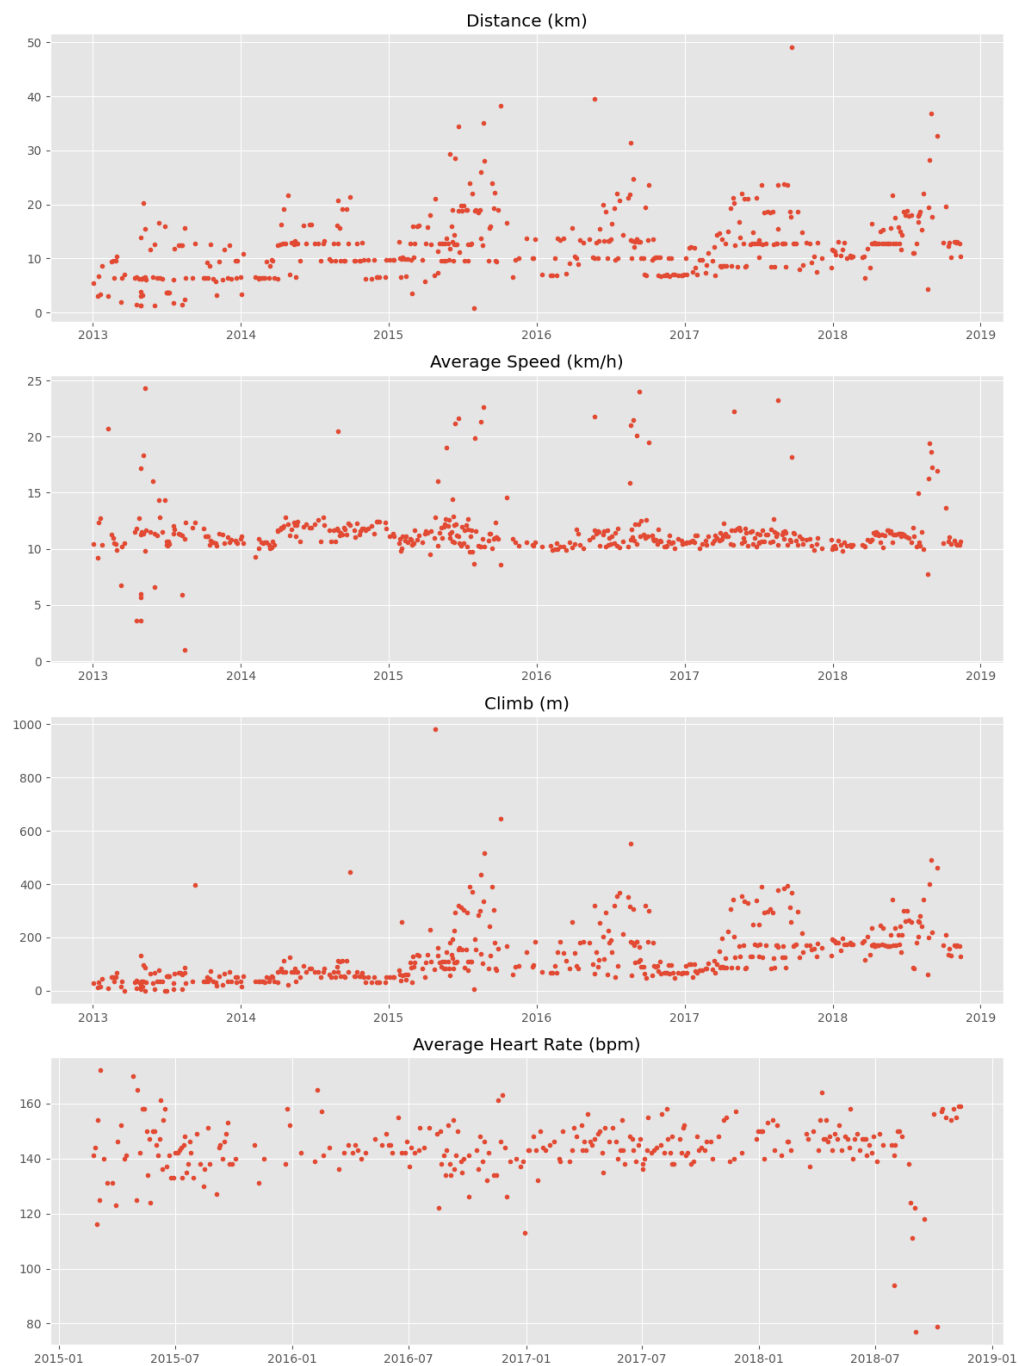 Distance (km)
50
40
30
20
10
0
2013 2014 2015 2016 2017 2018 2019
Average Speed (km/h)
25
20
15
10
5
0
2013 2014 2015 2016 2017 2018 2019
Climb (m)
1000
800
600
400
200
0
2013 2014 2015 2016 2017 2018 2019
Average Heart Rate (bpm)
160
140
120
100
80
2015-01 2015-07 2016-01 2016-07 2017-01 2017-07 2018-01 2018-07 2019-01